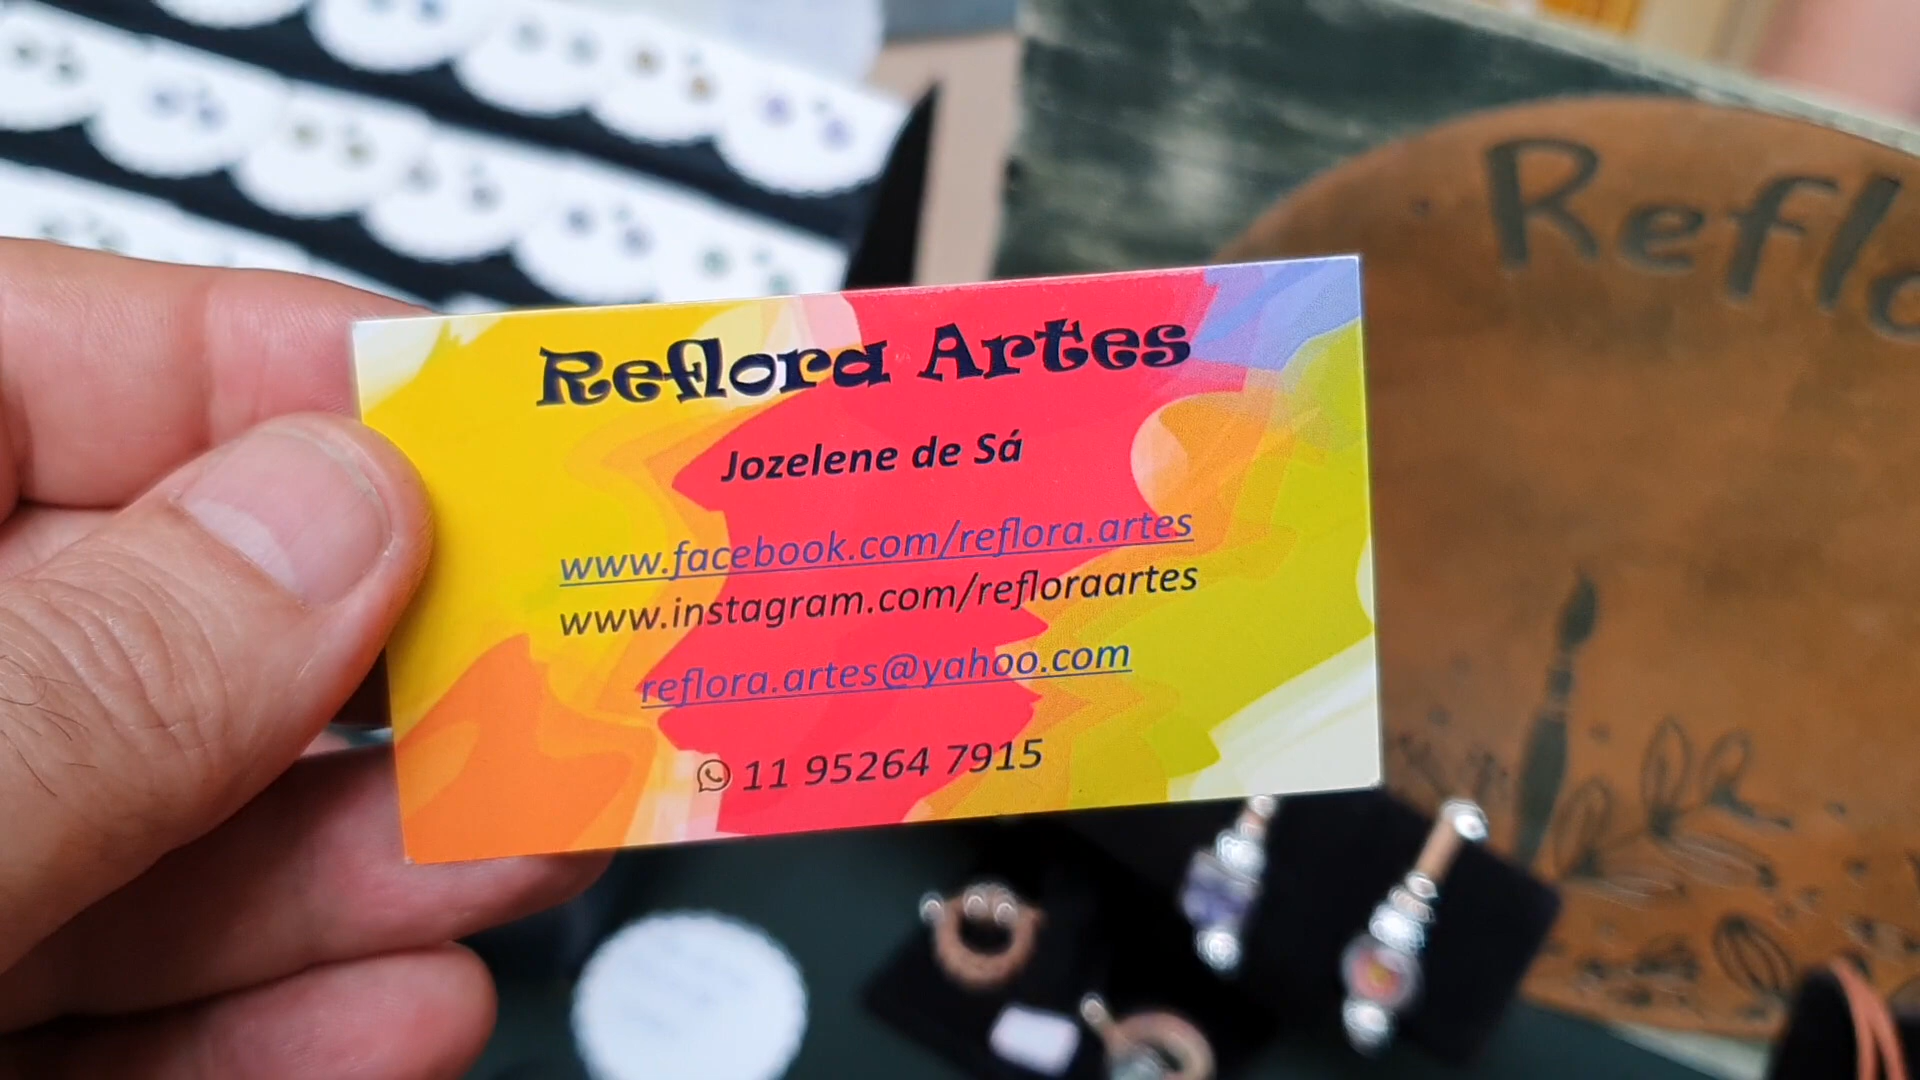 Reflora Artes
Jozelene de Sá
www.facebook.com/reflora.artes
www.instagram.com/refloraartes
reflora.artes@yahoo.com
11 95264 7915
Reflo